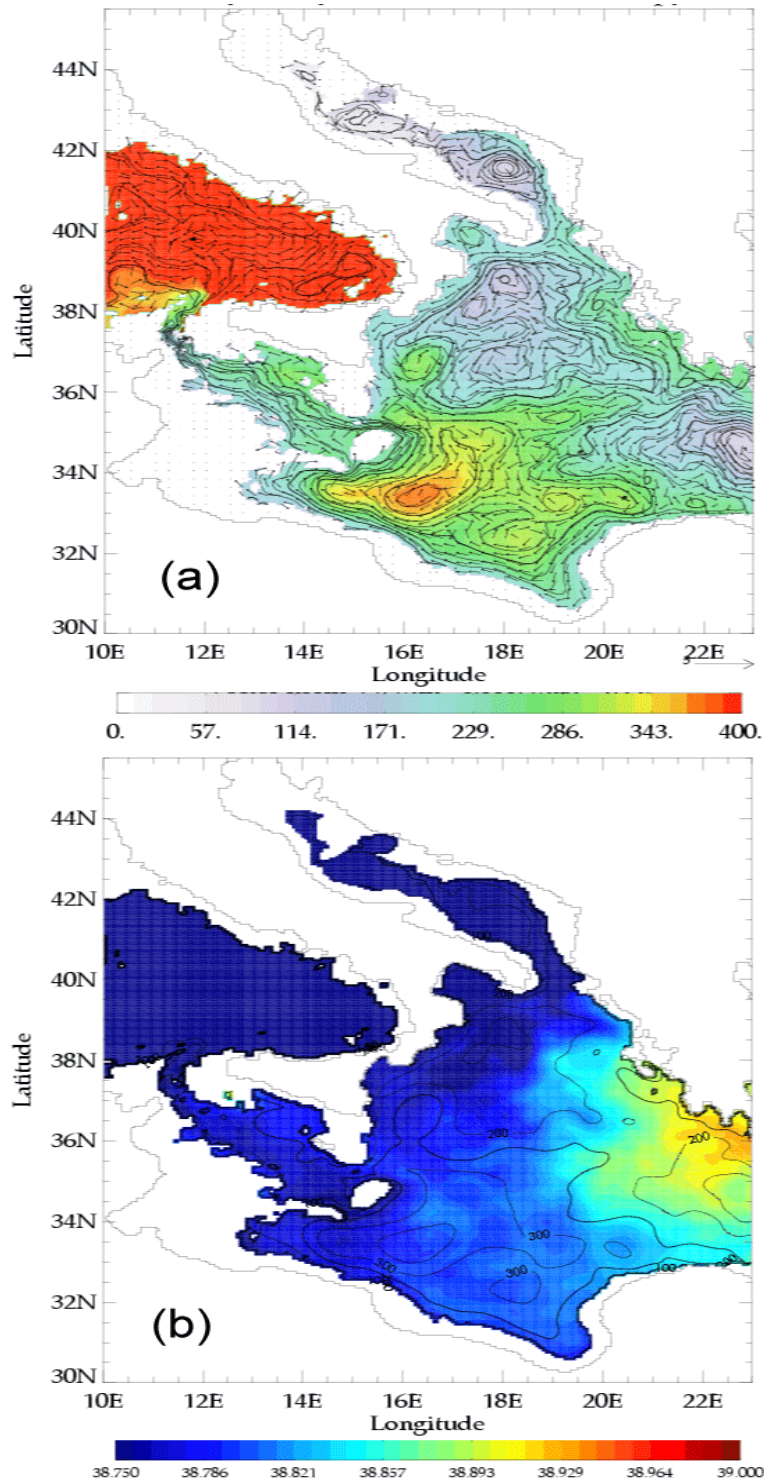 44N
42N
40N
38N
36N
34N
32N
30N
Latitude
(a)
10E 12E 14E 16E 18E 20E 22E
Longitude
0. 57. 114. 171. 229. 286. 343. 400.
44N
42N
40N
38N
36N
34N
32N
30N
Latitude
200
300
300
300
100
(b)
10E 12E 14E 16E 18E 20E 22E
Longitude
38.750 38.786 38.821 38.857 38.893 38.929 38.064 39.000